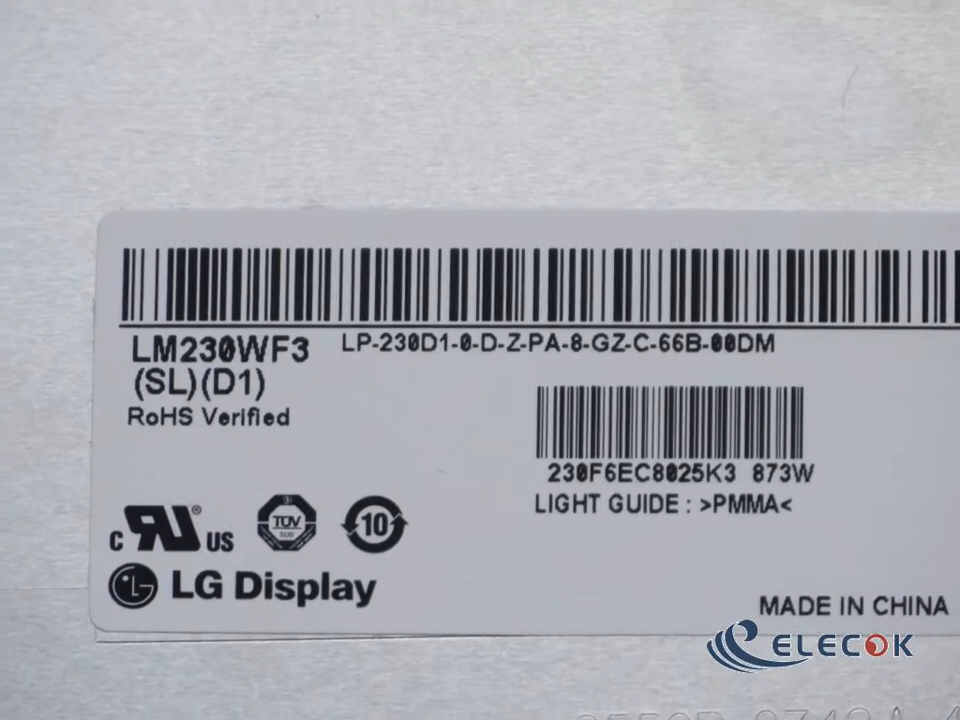 LM230WF3
LP-230D1-0-D-Z-PA-8-GZ-C-66B-00DM
(SL)(D1)
RoHS Verified
230F6EC8025K3 873W
LIGHT GUIDE : >PMMA<
c RU ® US
TÜV
SÜD
10
LG Display
MADE IN CHINA
ELECOK